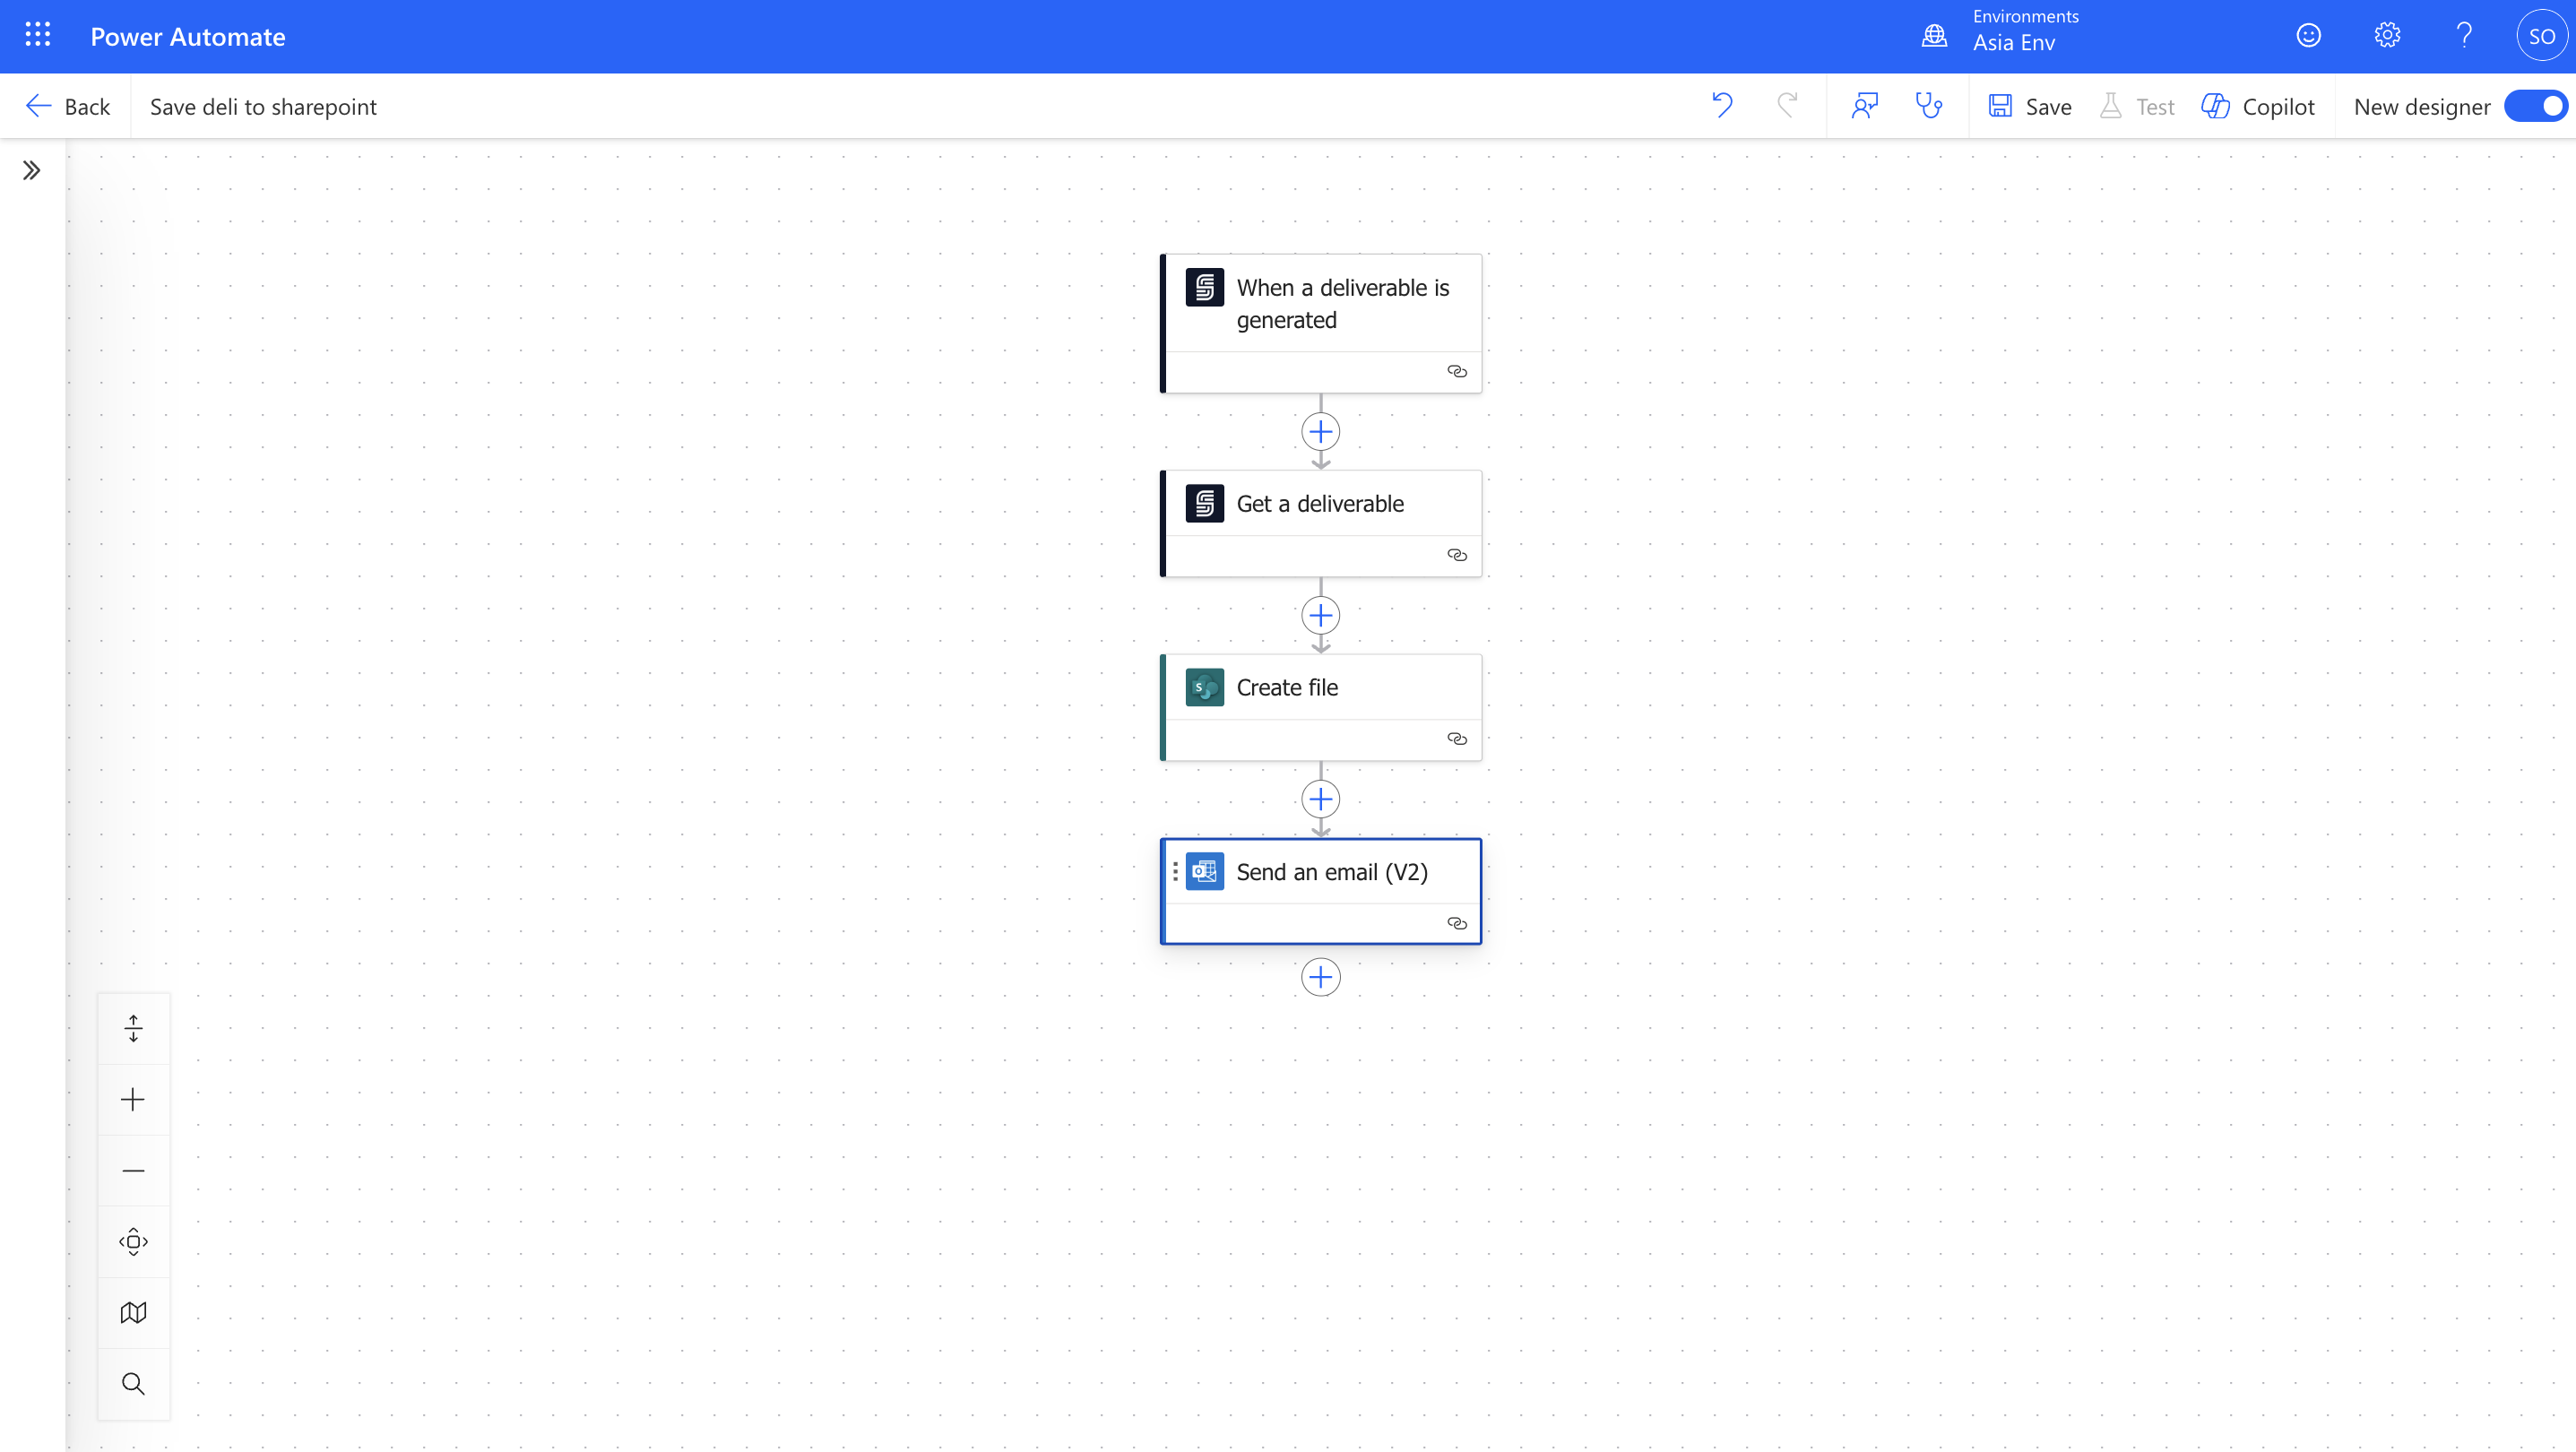 Power Automate
Environments
Asia Env
SO
Back
Save deli to sharepoint
Save
Test
Copilot
New designer
When a deliverable is
generated
Get a deliverable
Create file
Send an email (V2)